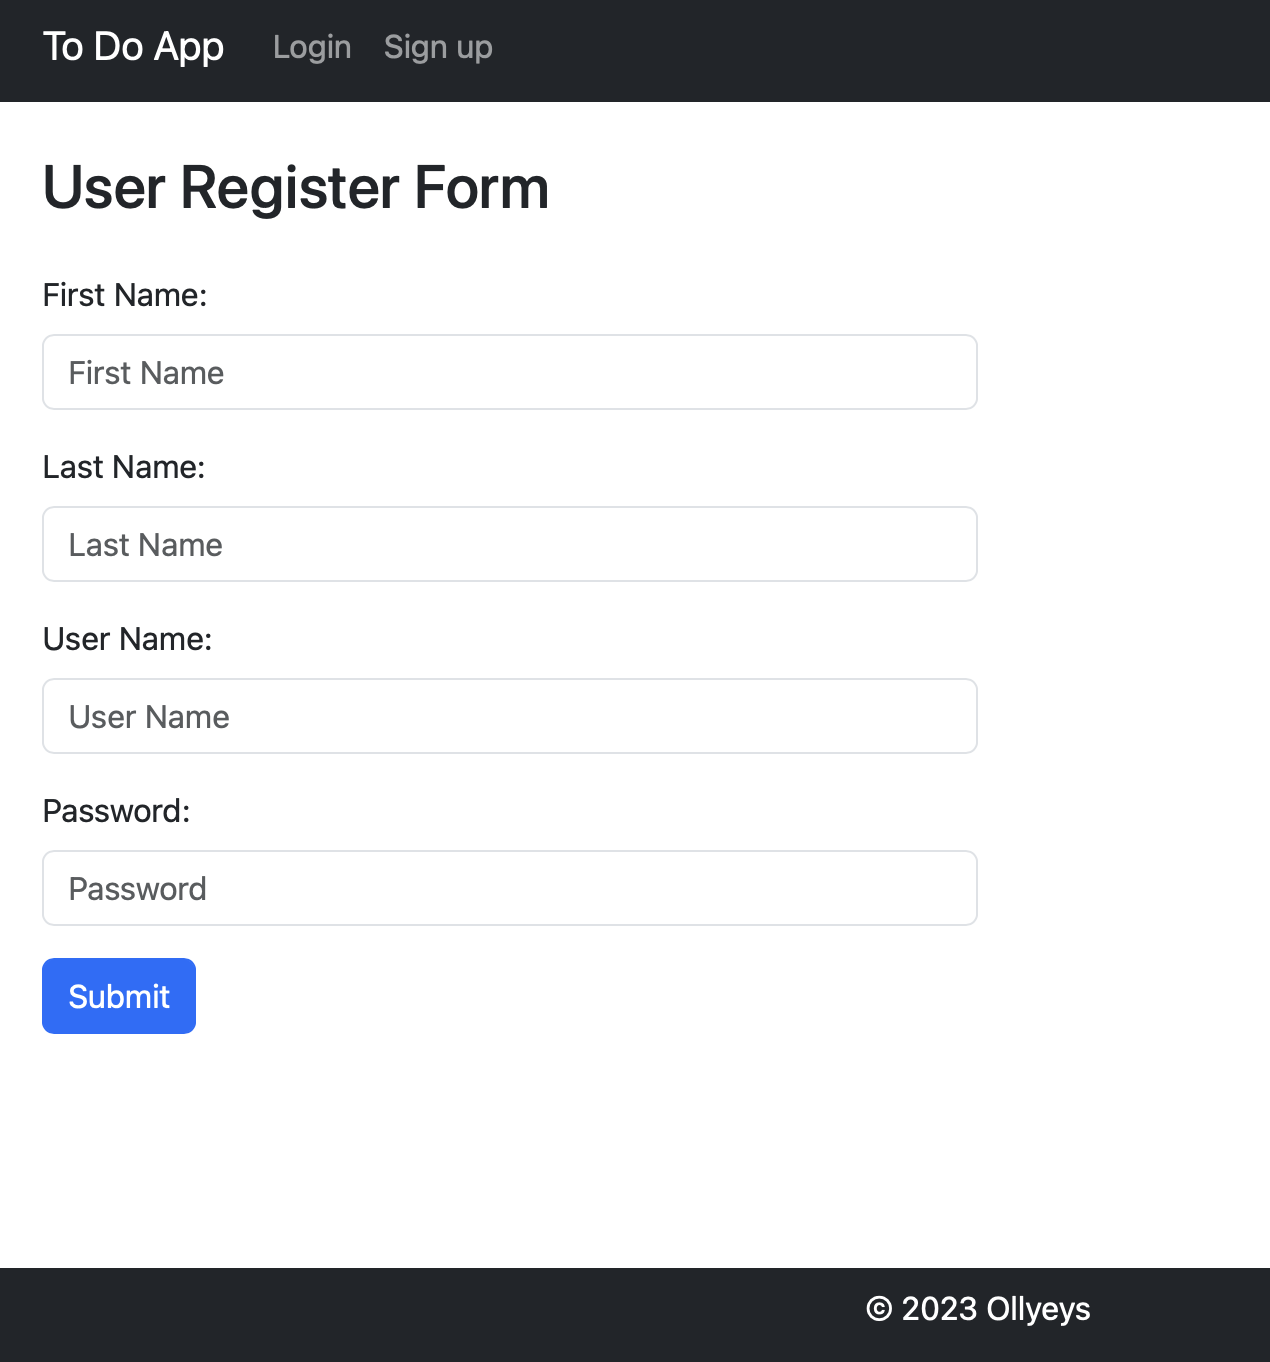 To Do App Login Sign up
User Register Form
First Name:
First Name
Last Name:
Last Name
User Name:
User Name
Password:
Password
Submit
© 2023 Ollyeys